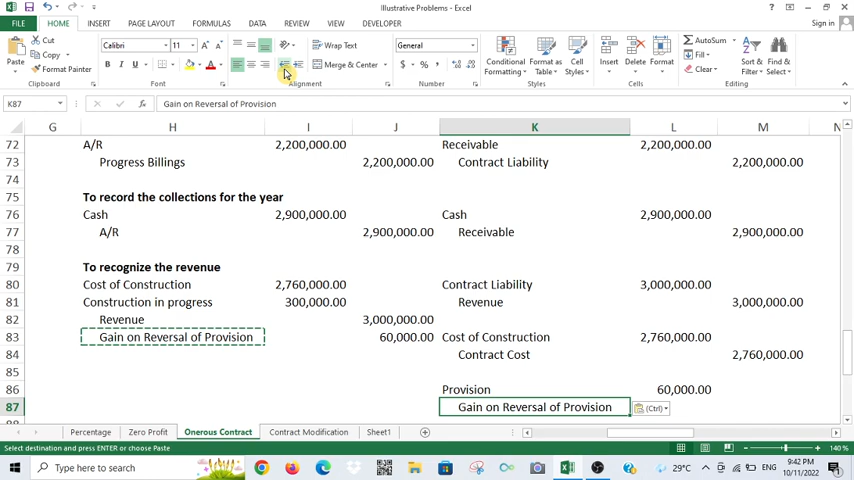 Illustrative Problems - Excel
Sign in
FILE HOME INSERT PAGE LAYOUT FORMULAS DATA REVIEW VIEW DEVELOPER
Paste
Cut
Copy
Format Painter
Clipboard
Calibri 11
B I U
Font
Wrap Text
Merge & Center
Alignment
General
$ % ,
Number
Conditional Formatting
Format as Table
Cell Styles
Styles
Insert
Delete
Format
Cells
AutoSum
Fill
Clear
Sort & Filter
Find & Select
Editing
K87 Gain on Reversal of Provision
G H I J K L M N
72 A/R 2,200,000.00 Receivable 2,200,000.00
73 Progress Billings 2,200,000.00 Contract Liability 2,200,000.00
74
75 To record the collections for the year
76 Cash 2,900,000.00 Cash 2,900,000.00
77 A/R 2,900,000.00 Receivable 2,900,000.00
78
79 To recognize the revenue
80 Cost of Construction 2,760,000.00 Contract Liability 3,000,000.00
81 Construction in progress 300,000.00 Revenue 3,000,000.00
82 Revenue 3,000,000.00
83 Gain on Reversal of Provision 60,000.00 Cost of Construction 2,760,000.00
84 Contract Cost 2,760,000.00
85
86 Provision 60,000.00
87 Gain on Reversal of Provision (Ctrl)
Percentage Zero Profit Onerous Contract Contract Modification Sheet1
Select destination and press ENTER or choose Paste 140 %
Type here to search 29°C ENG 9:42 PM 10/11/2022